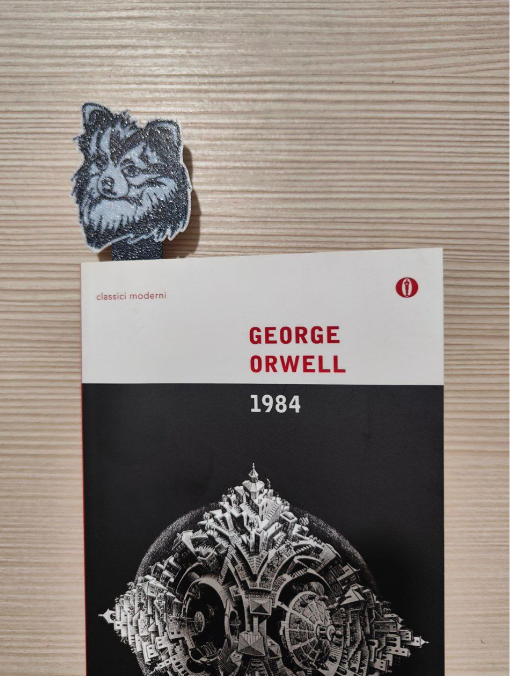 classici moderni
GEORGE
ORWELL
1984